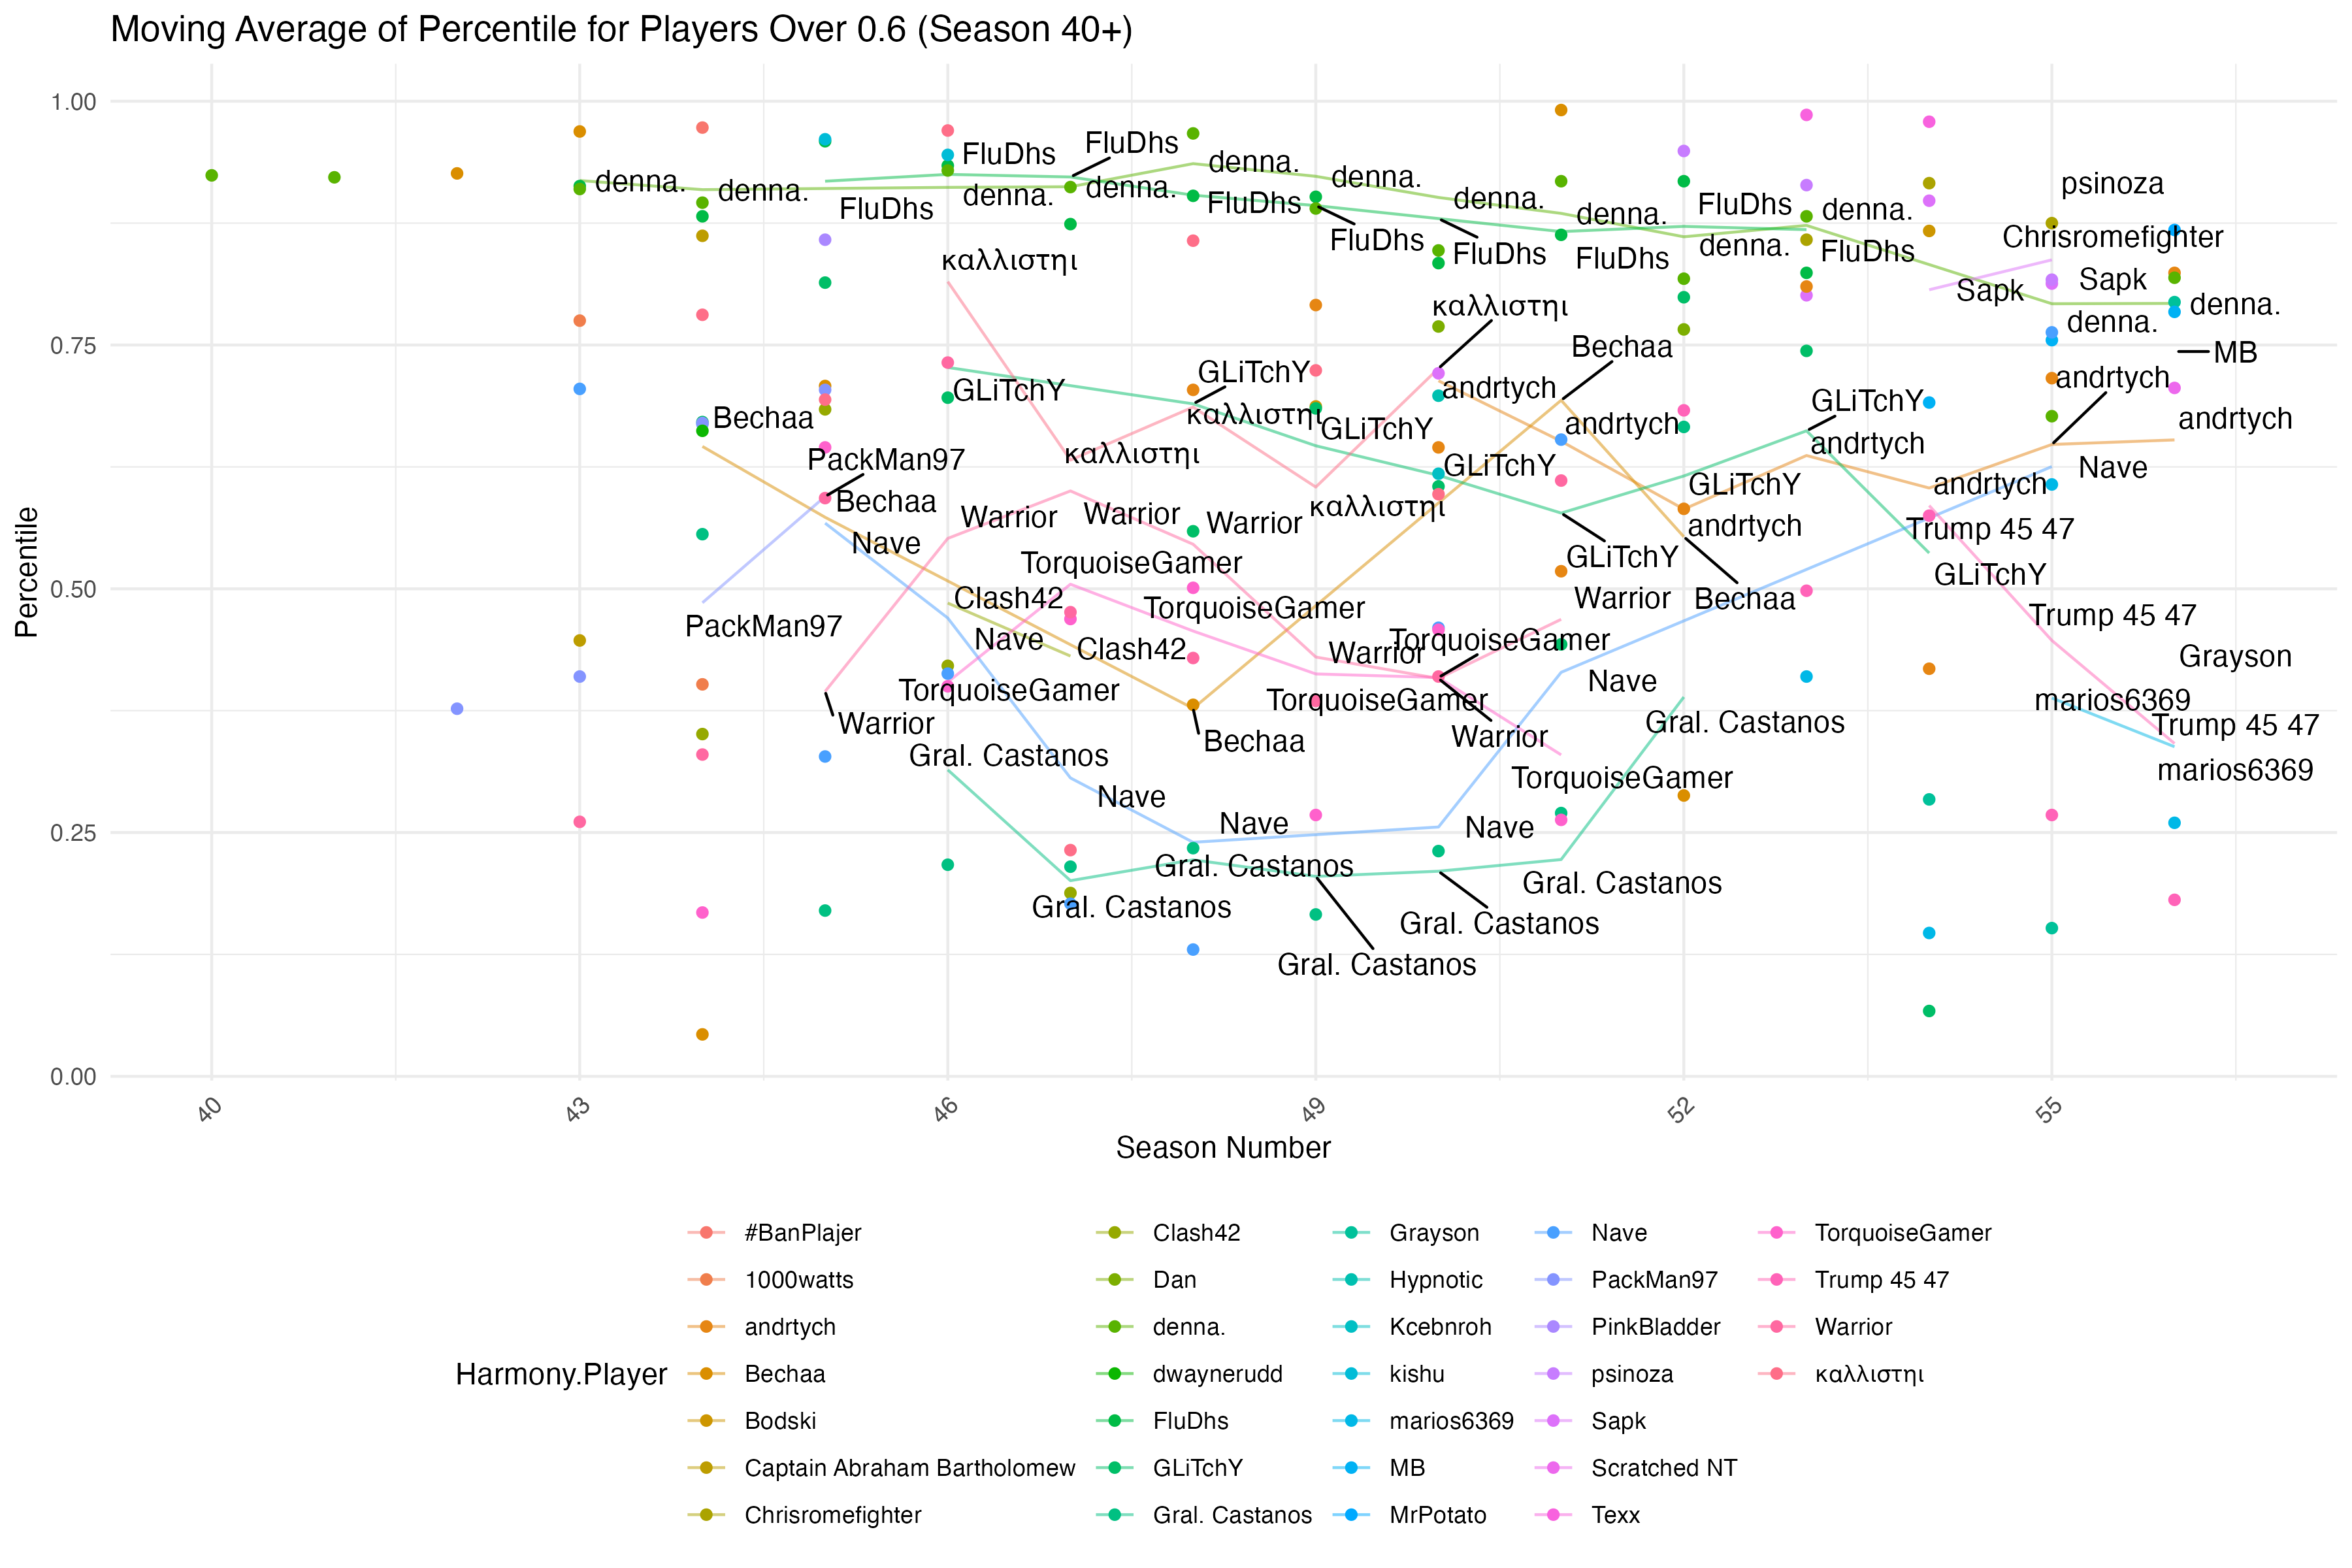 Moving Average of Percentile for Players Over 0.6 (Season 40+)
1.00
0.75
0.50
0.25
0.00
Percentile
FluDhs
FluDhs
denna.
denna.
denna.
denna.
denna.
denna.
FluDhs
denna.
FluDhs
denna.
FluDhs
denna.
FluDhs
denna.
FluDhs
FluDhs
denna.
FluDhs
psinoza
Chrisromefighter
Sapk
Sapk
denna.
denna.
MB
καλλιστηι
καλλιστηι
Bechaa
GLiTchY
GLiTchY
andrtych
andrtych
καλλιστηι
GLiTchY
andrtych
Bechaa
GLiTchY
andrtych
andrtych
καλλιστηι
PackMan97
GLiTchY
Nave
Bechaa
GLiTchY
andrtych
καλλιστηι
Warrior
Warrior
Warrior
andrtych
Trump 45 47
Nave
TorquoiseGamer
GLiTchY
GLiTchY
Clash42
Warrior
Bechaa
TorquoiseGamer
Trump 45 47
PackMan97
Nave
TorquoiseGamer
Clash42
Warrior
Grayson
Nave
TorquoiseGamer
TorquoiseGamer
marios6369
Warrior
Gral. Castanos
Trump 45 47
Bechaa
Warrior
Gral. Castanos
marios6369
TorquoiseGamer
Nave
Nave
Nave
Gral. Castanos
Gral. Castanos
Gral. Castanos
Gral. Castanos
Gral. Castanos
40
43
46
49
52
55
Season Number
Harmony.Player
#BanPlajer
1000watts
andrtych
Bechaa
Bodski
Captain Abraham Bartholomew
Chrisromefighter
Clash42
Dan
denna.
dwaynerudd
FluDhs
GLiTchY
Gral. Castanos
Grayson
Hypnotic
Kcebnroh
kishu
marios6369
MB
MrPotato
Nave
PackMan97
PinkBladder
psinoza
Sapk
Scratched NT
Texx
TorquoiseGamer
Trump 45 47
Warrior
καλλιστηι